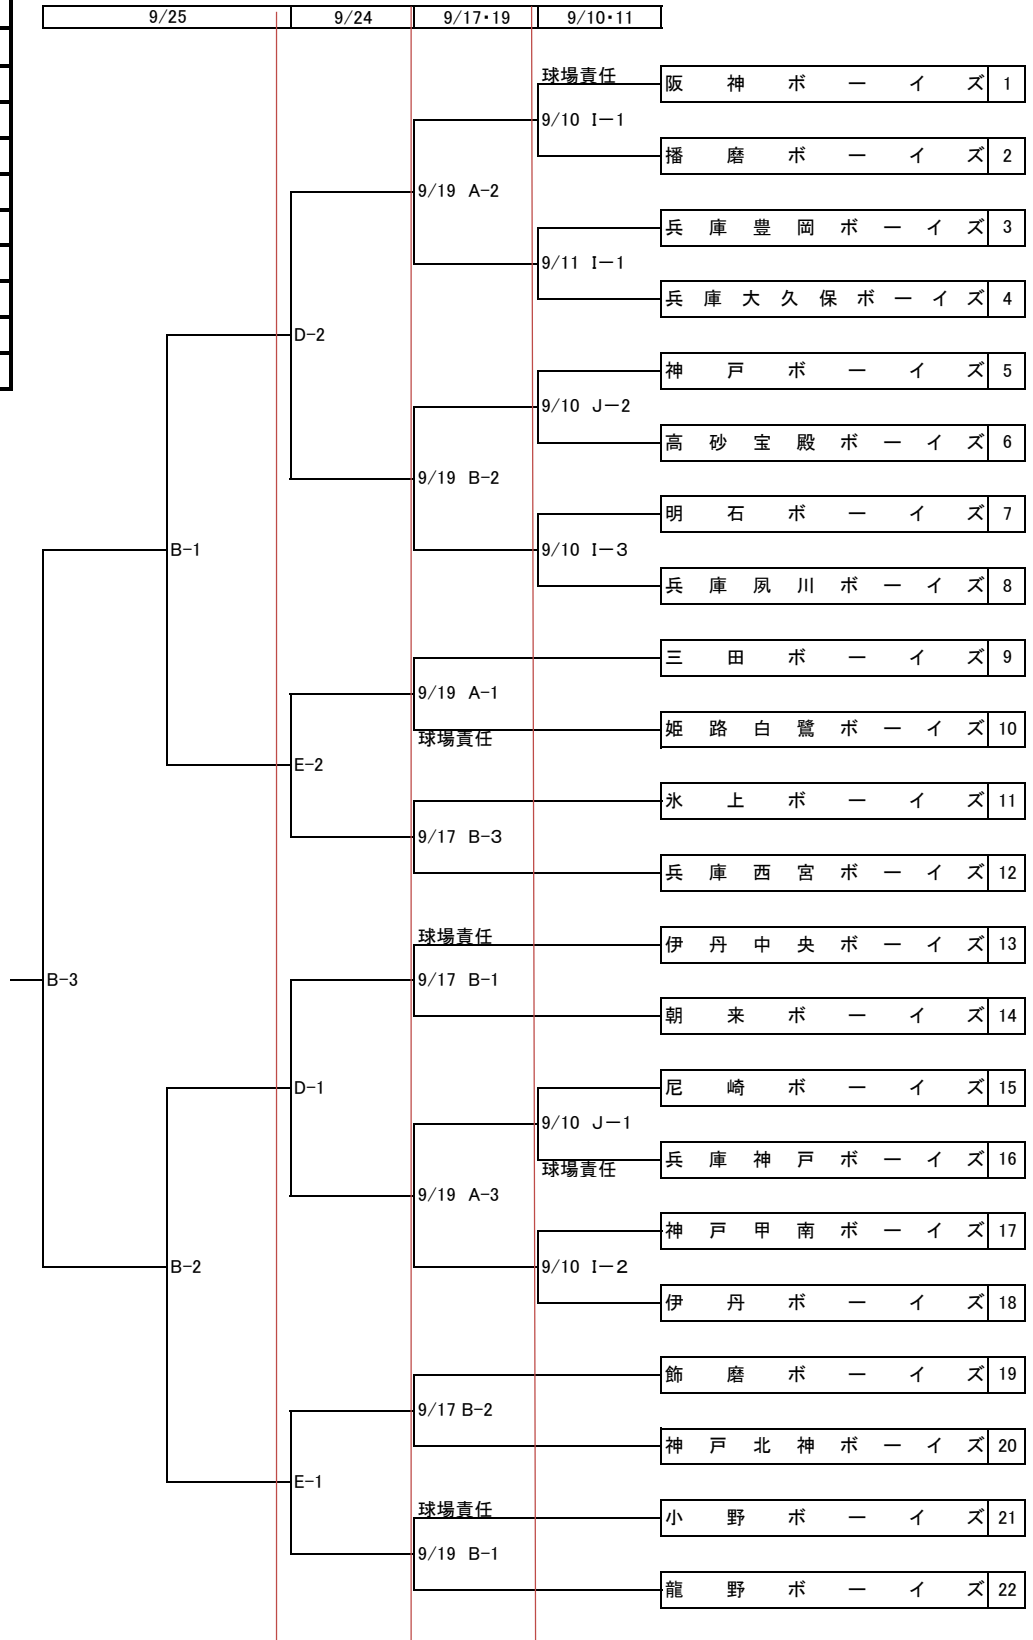 9/25 9/24 9/17・19 9/10・11
球場責任
阪神ボーイズ 1
9/10 I－1
播磨ボーイズ 2
9/19 A-2
兵庫豊岡ボーイズ 3
9/11 I－1
兵庫大久保ボーイズ 4
D-2
神戸ボーイズ 5
9/10 J－2
高砂宝殿ボーイズ 6
9/19 B-2
明石ボーイズ 7
B-1
9/10 I－3
兵庫夙川ボーイズ 8
三田ボーイズ 9
9/19 A-1
姫路白鷺ボーイズ 10
球場責任
E-2
氷上ボーイズ 11
9/17 B-3
兵庫西宮ボーイズ 12
球場責任
伊丹中央ボーイズ 13
B-3
9/17 B-1
朝来ボーイズ 14
D-1
尼崎ボーイズ 15
9/10 J－1
兵庫神戸ボーイズ 16
球場責任
9/19 A-3
神戸甲南ボーイズ 17
B-2
9/10 I－2
伊丹ボーイズ 18
飾磨ボーイズ 19
9/17 B-2
神戸北神ボーイズ 20
E-1
球場責任
小野ボーイズ 21
9/19 B-1
龍野ボーイズ 22